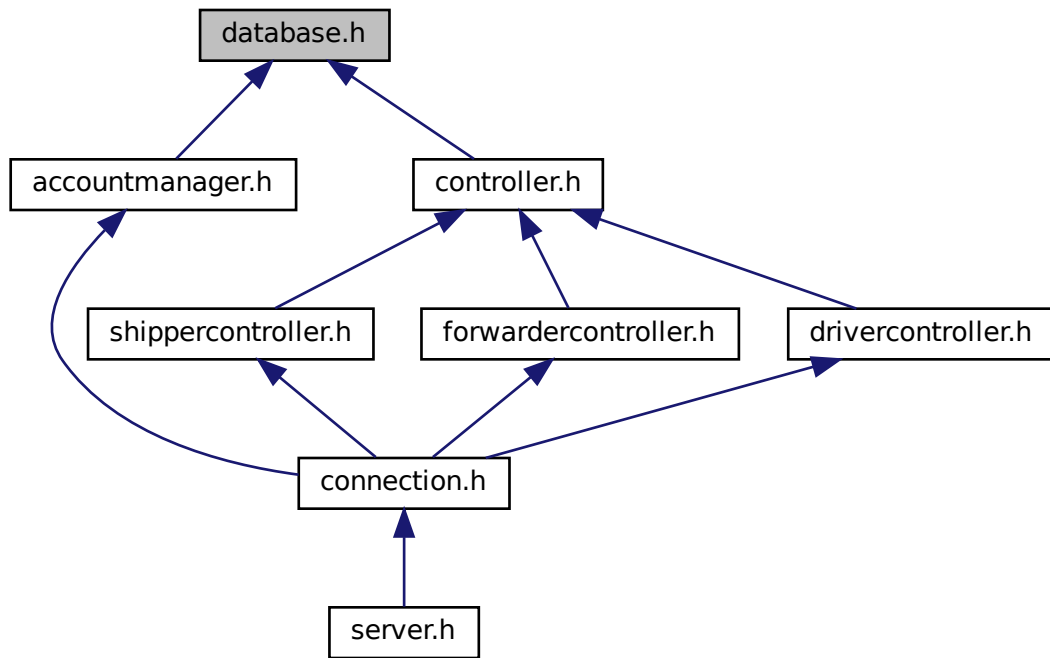 database.h
accountmanager.h
controller.h
shippercontroller.h
forwardercontroller.h
drivercontroller.h
connection.h
server.h